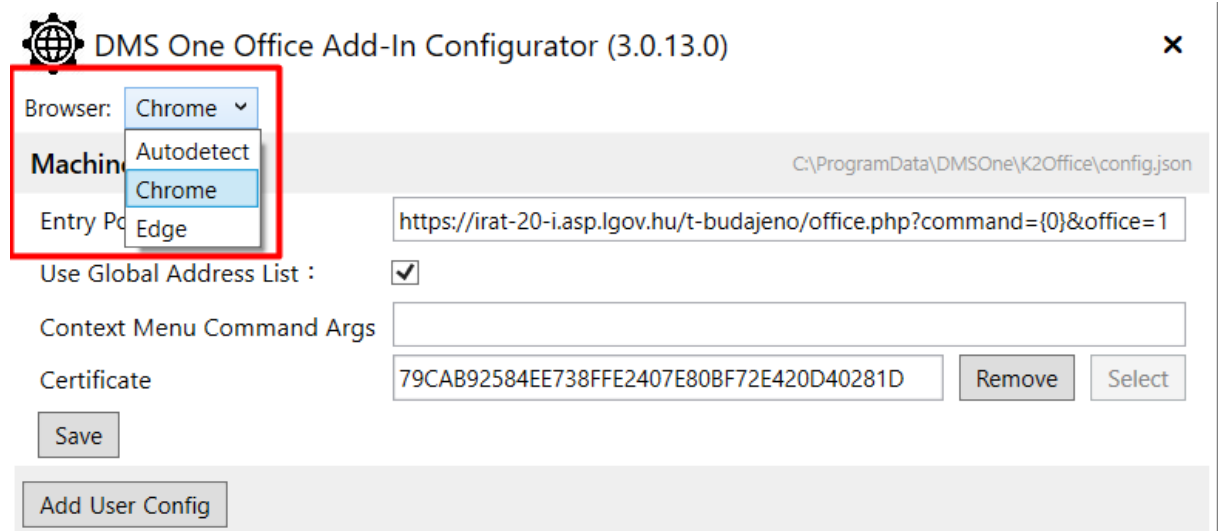 DMS One Office Add-In Configurator (3.0.13.0)
Browser: Chrome
Autodetect
Chrome
Edge
C:\ProgramData\DMSOne\K2Office\config.json
Entry https://irat-20-i.asp.lgov.hu/t-budajeno/office.php?command={0}&office=1
Use Global Address List :
Context Menu Command Args
Certificate 79CAB92584EE738FFE2407E80BF72E420D40281D Remove Select
Save
Add User Config